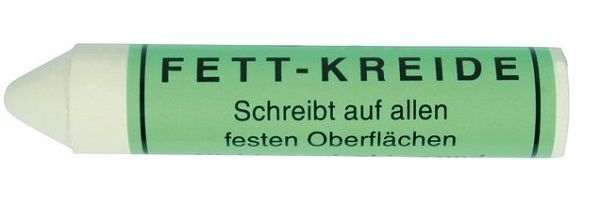 FETT-KREIDE
Schreibt auf allen
festen Oberflächen